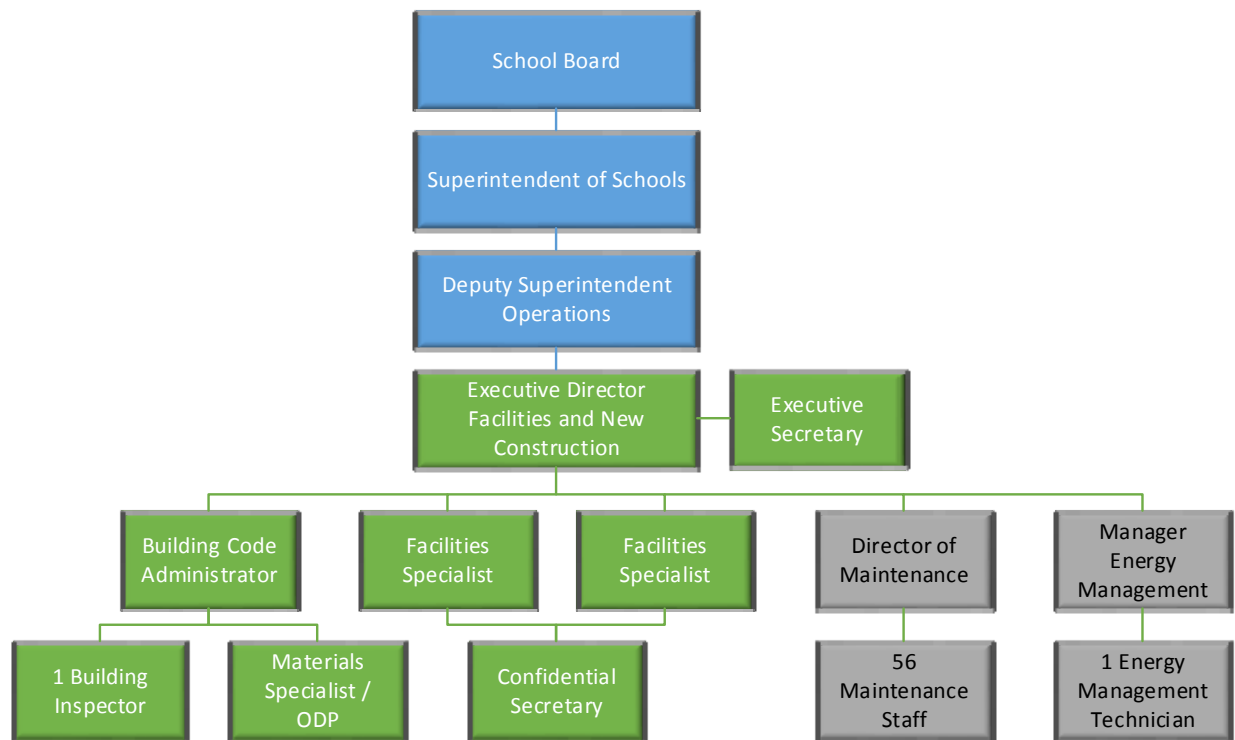 School Board
Superintendent of Schools
Deputy Superintendent
Operations
Executive Director
Facilities and New
Construction
Executive
Secretary
Building Code
Administrator
Facilities
Specialist
Facilities
Specialist
Director of
Maintenance
Manager
Energy
Management
1 Building
Inspector
Materials
Specialist /
ODP
Confidential
Secretary
56
Maintenance
Staff
1 Energy
Management
Technician